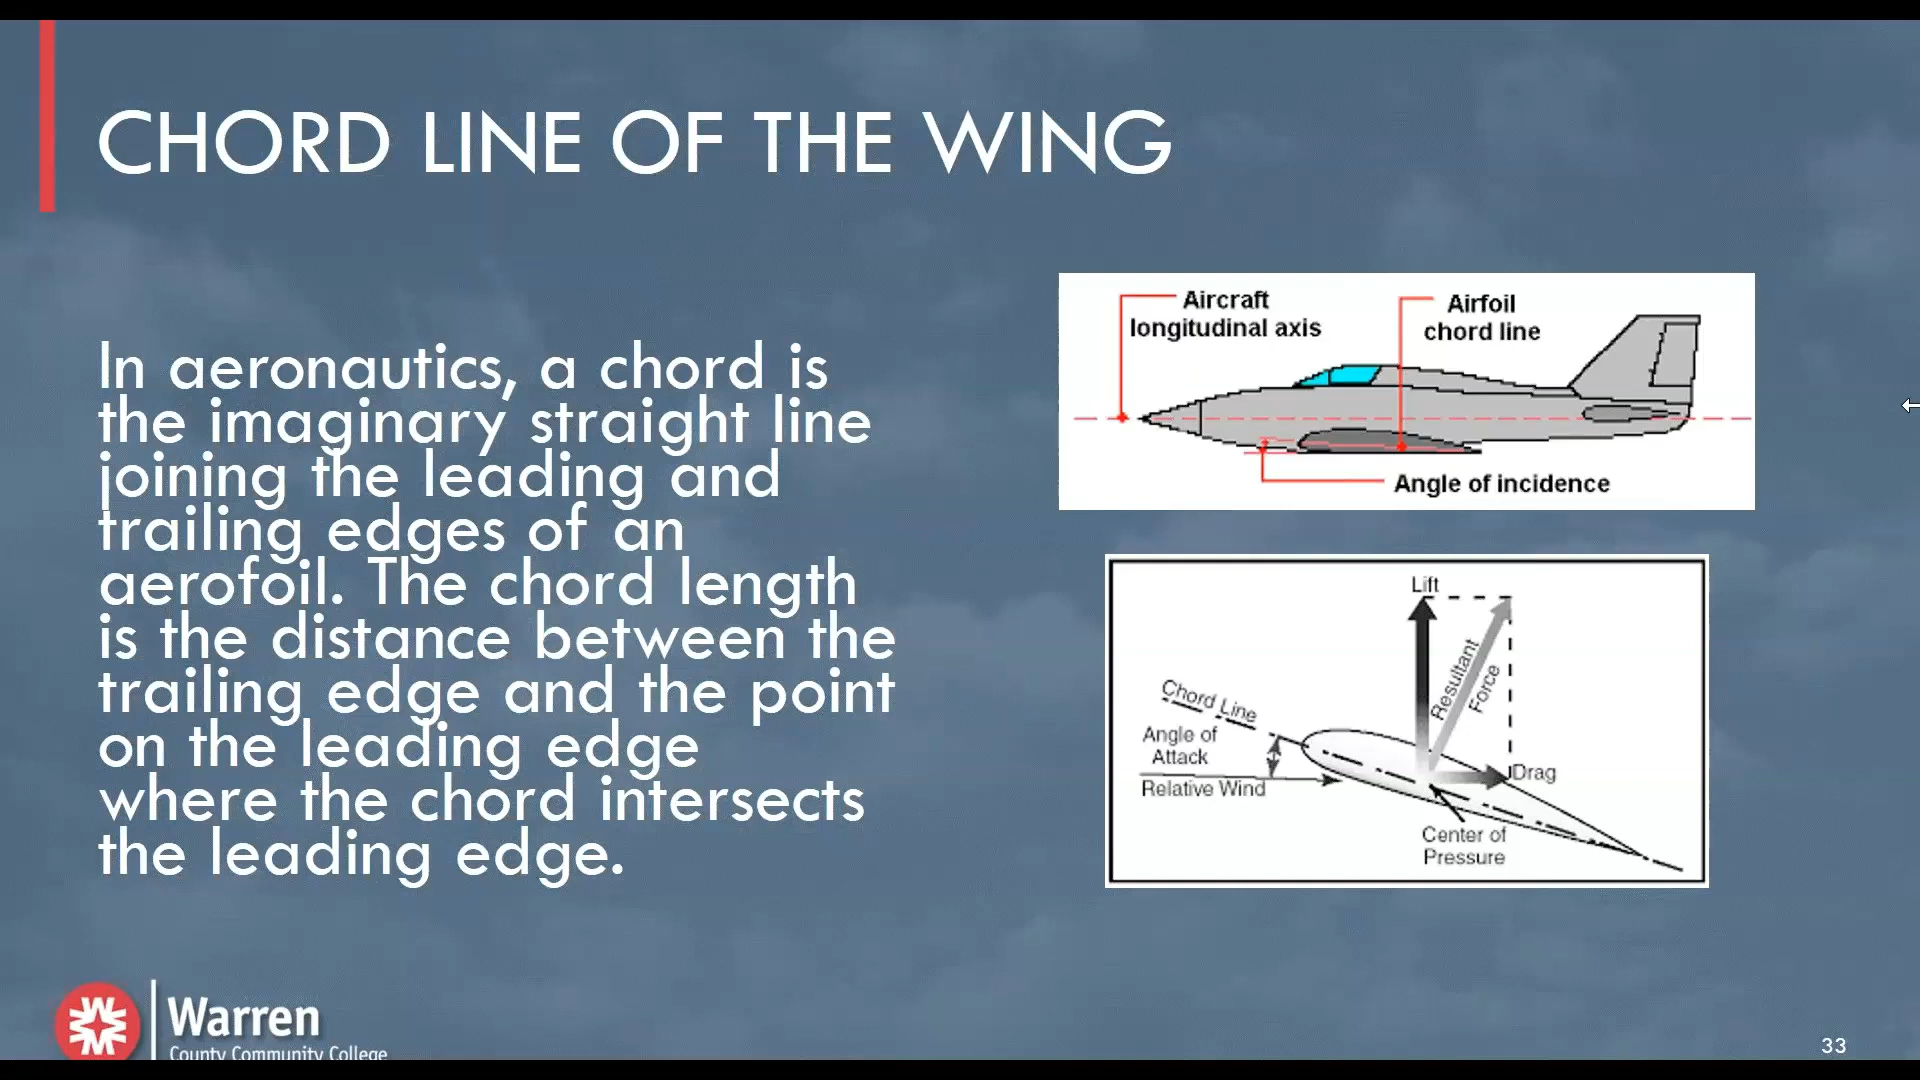 CHORD LINE OF THE WING
In aeronautics, a chord is
the imaginary straight line
joining the leading and
trailing edges of an
aerofoil. The chord length
is the distance between the
trailing edge and the point
on the leading edge
where the chord intersects
the leading edge.
Aircraft
longitudinal axis
Airfoil
chord line
Angle of incidence
Lift
Resultant
Force
Chord Line
Angle of
Attack
Relative Wind
Drag
Center of
Pressure
Warren
County Community College
33